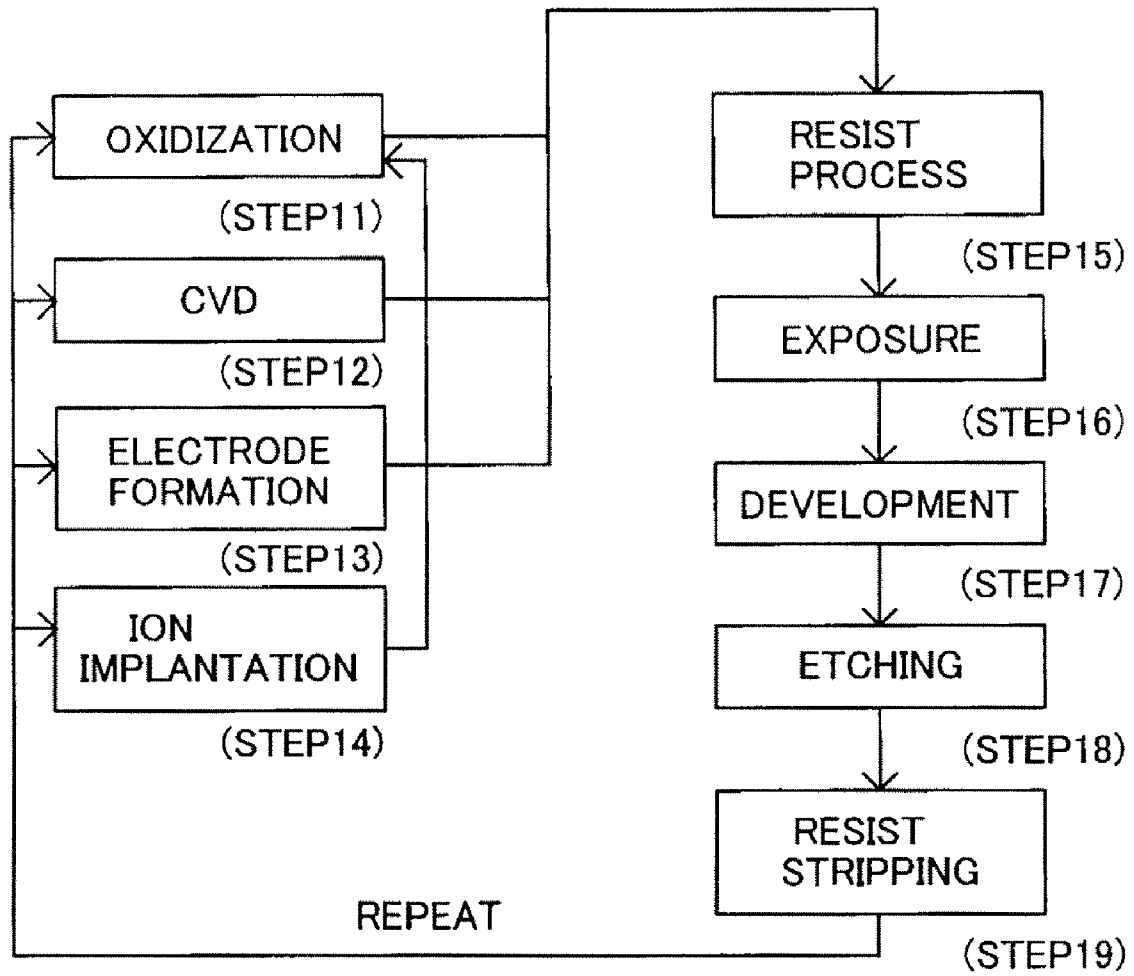 OXIDIZATION
(STEP11)
CVD
(STEP12)
ELECTRODE
FORMATION
(STEP13)
ION
IMPLANTATION
(STEP14)
RESIST
PROCESS
(STEP15)
EXPOSURE
(STEP16)
DEVELOPMENT
(STEP17)
ETCHING
(STEP18)
RESIST
STRIPPING
(STEP19)
REPEAT